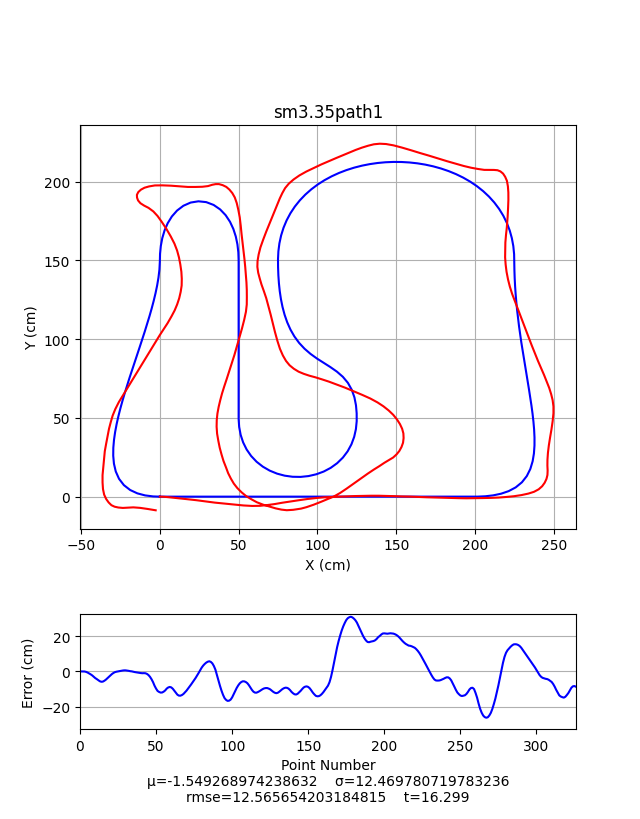 sm3.35path1
200
150
100
50
0
Y (cm)
−50 0 50 100 150 200 250
X (cm)
20
0
−20
Error (cm)
0 50 100 150 200 250 300
Point Number
μ=-1.549268974238632 σ=12.469780719783236
rmse=12.565654203184815 t=16.299